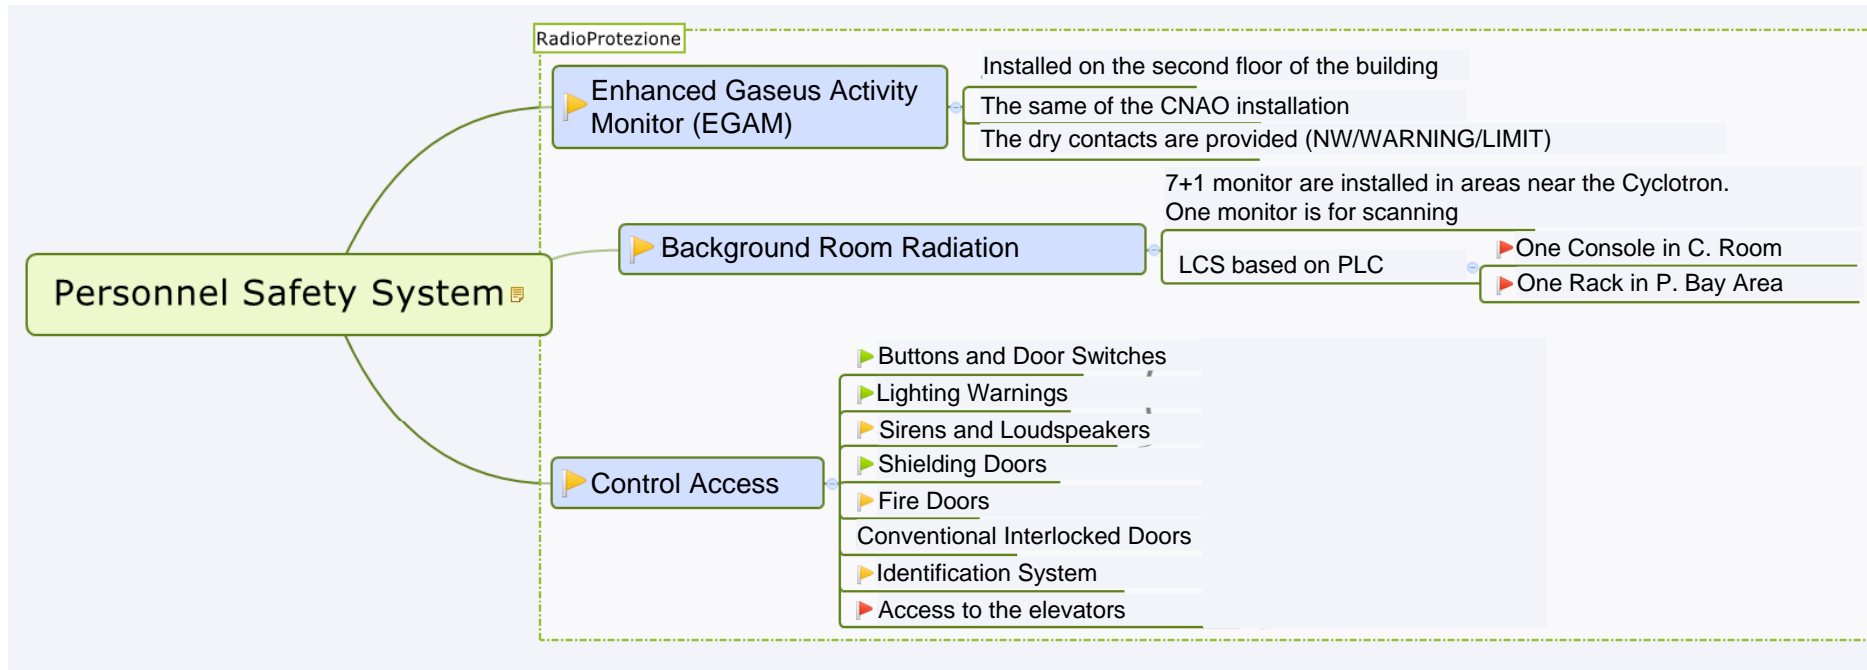 RadioProtezione
Enhanced Gaseus Activity
Monitor (EGAM)
Installed on the second floor of the building
The same of the CNAO installation
The dry contacts are provided (NW/WARNING/LIMIT)
Background Room Radiation
7+1 monitor are installed in areas near the Cyclotron.
One monitor is for scanning
LCS based on PLC
One Console in C. Room
One Rack in P. Bay Area
Personnel Safety System
Control Access
Buttons and Door Switches
Lighting Warnings
Sirens and Loudspeakers
Shielding Doors
Fire Doors
Conventional Interlocked Doors
Identification System
Access to the elevators